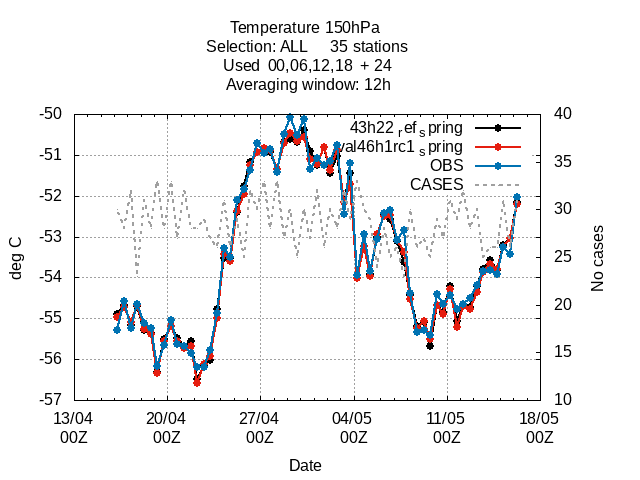 Temperature 150hPa
Selection: ALL 35 stations
Used 00,06,12,18 + 24
Averaging window: 12h
-50
-51
-52
-53
-54
-55
-56
-57
deg C
40
35
30
25
20
15
10
No cases
43h22 ref spring
val46h1rc1 spring
OBS
CASES
13/04 20/04 27/04 04/05 11/05 18/05
00Z 00Z 00Z 00Z 00Z 00Z
Date